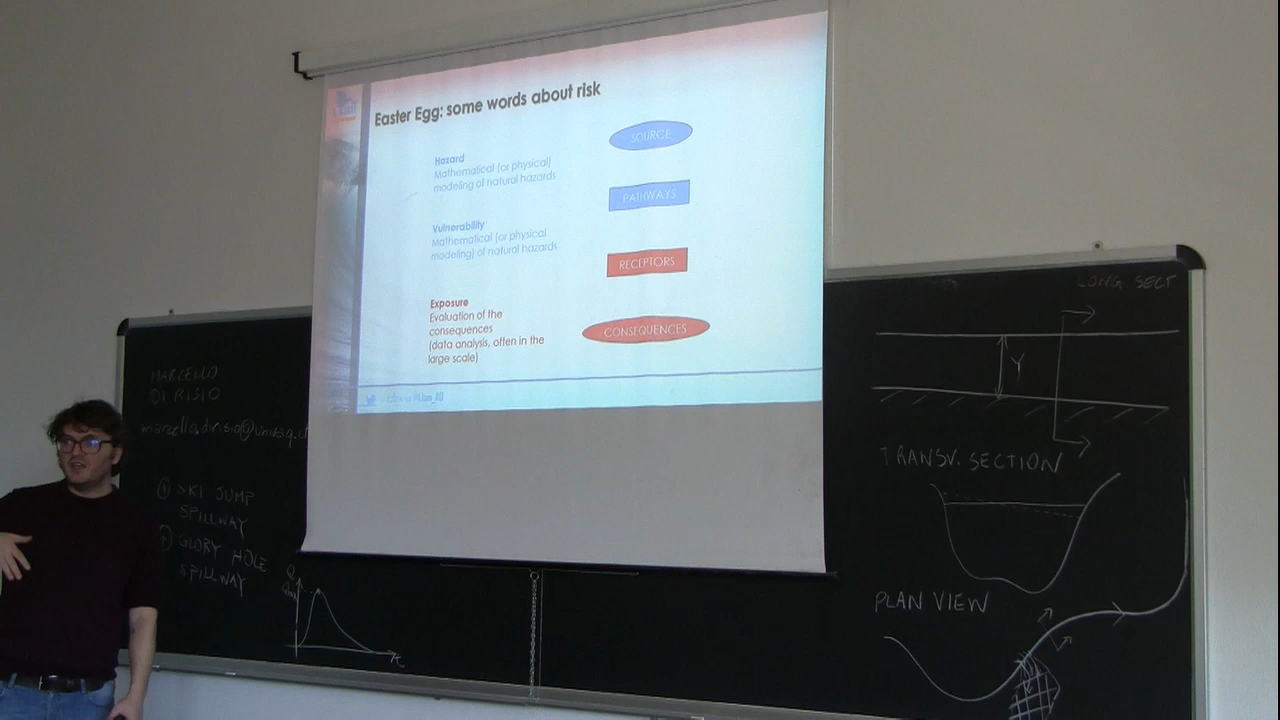 Easter Egg: some words about risk
Hazard
Mathematical (or physical)
modeling of natural hazards
Vulnerability
Mathematical (or physical
modeling) of natural hazards
Exposure
Evaluation of the
consequences
(data analysis, often in the
large scale)
SOURCE
PATHWAYS
RECEPTORS
CONSEQUENCES
MARCELLO
DI RISIO
SKI JUMP
SPILLWAY
GLORY HOLE
SPILLWAY
Q
t
LONG SECT
Y
TRANSV. SECTION
PLAN VIEW